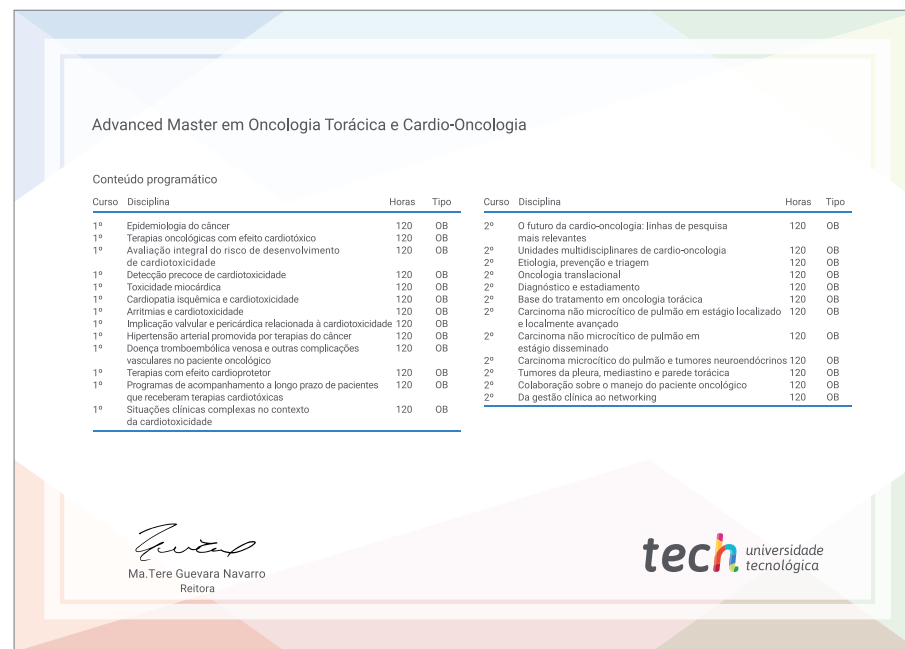 Advanced Master em Oncologia Torácica e Cardio-Oncologia
Conteúdo programático
Curso Disciplina Horas Tipo
1º Epidemiologia do câncer 120 OB
1º Terapias oncológicas com efeito cardiotóxico 120 OB
1º Avaliação integral do risco de desenvolvimento 120 OB
de cardiotoxicidade
1º Detecção precoce de cardiotoxicidade 120 OB
1º Toxicidade miocárdica 120 OB
1º Cardiopatia isquêmica e cardiotoxicidade 120 OB
1º Arritmias e cardiotoxicidade 120 OB
1º Implicação valvular e pericárdica relacionada à cardiotoxicidade 120 OB
1º Hipertensão arterial promovida por terapias do câncer 120 OB
1º Doença tromboembólica venosa e outras complicações 120 OB
vasculares no paciente oncológico
1º Terapias com efeito cardioprotetor 120 OB
1º Programas de acompanhamento a longo prazo de pacientes 120 OB
que receberam terapias cardiotóxicas
1º Situações clínicas complexas no contexto 120 OB
da cardiotoxicidade
Curso Disciplina Horas Tipo
2º O futuro da cardio-oncologia: linhas de pesquisa 120 OB
mais relevantes
2º Unidades multidisciplinares de cardio-oncologia 120 OB
2º Etiologia, prevenção e triagem 120 OB
2º Oncologia translacional 120 OB
2º Diagnóstico e estadiamento 120 OB
2º Base do tratamento em oncologia torácica 120 OB
2º Carcinoma não microcítico de pulmão em estágio localizado 120 OB
e localmente avançado
2º Carcinoma não microcítico de pulmão em 120 OB
estágio disseminado
2º Carcinoma microcítico do pulmão e tumores neuroendócrinos 120 OB
2º Tumores da pleura, mediastino e parede torácica 120 OB
2º Colaboração sobre o manejo do paciente oncológico 120 OB
2º Da gestão clínica ao networking 120 OB
Ma.Tere Guevara Navarro
Reitora
tech universidade
tecnológica